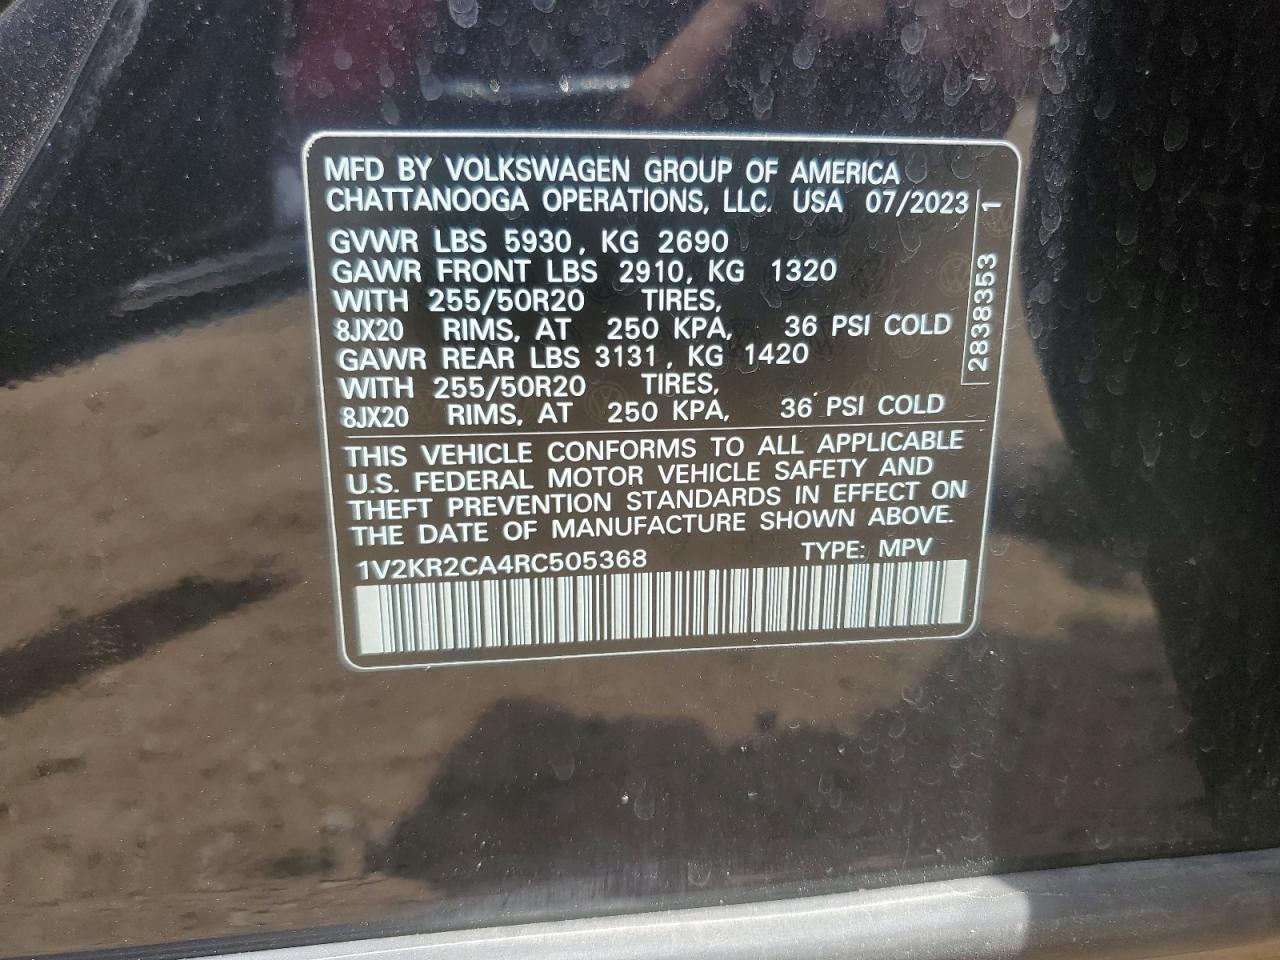 MFD BY VOLKSWAGEN GROUP OF AMERICA
CHATTANOOGA OPERATIONS, LLC. USA 07/2023
GVWR LBS 5930, KG 2690
GAWR FRONT LBS 2910, KG 1320
WITH 255/50R20 TIRES,
8JX20 RIMS, AT 250 KPA, 36 PSI COLD
GAWR REAR LBS 3131, KG 1420
WITH 255/50R20 TIRES,
8JX20 RIMS, AT 250 KPA, 36 PSI COLD
2838353 1
THIS VEHICLE CONFORMS TO ALL APPLICABLE
U.S. FEDERAL MOTOR VEHICLE SAFETY AND
THEFT PREVENTION STANDARDS IN EFFECT ON
THE DATE OF MANUFACTURE SHOWN ABOVE.
1V2KR2CA4RC505368 TYPE: MPV